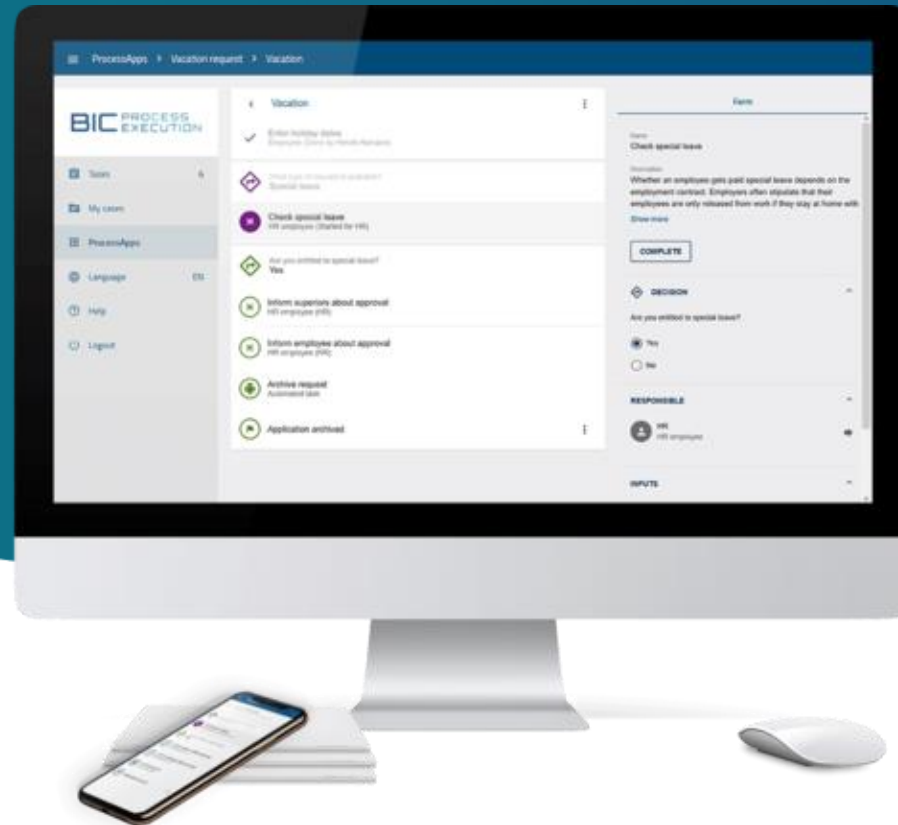 ProcessApps > Vacation request > Vacation
BIC PROCESS
EXECUTION
Tasks
My cases
ProcessApps
Language EN
Help
Logout
Vacation
Enter holiday dates
Special leave
Check special leave
HR employee (Started for HR)
Are you entitled to special leave?
Yes
Inform superiors about approval
HR employee (HR)
Inform employee about approval
HR employee (HR)
Archive request
Automated task
Application archived
Form
Name
Check special leave
Description
Whether an employee gets paid special leave depends on the
employment contract. Employers often stipulate that their
employees are only released from work if they stay at home with
Show more
COMPLETE
DECISION
Are you entitled to special leave?
Yes
No
RESPONSIBLE
HR
HR employee
INPUTS